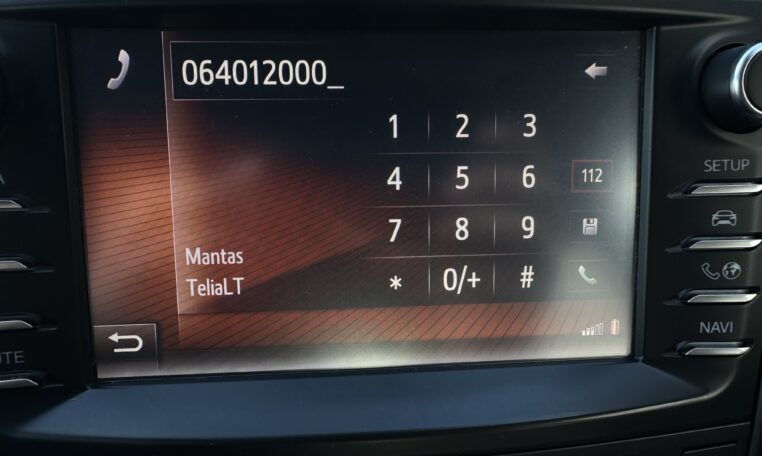 064012000_
1 2 3
4 5 6 112
7 8 9
Mantas
* 0/+ #
TeliaLT
SETUP
NAVI